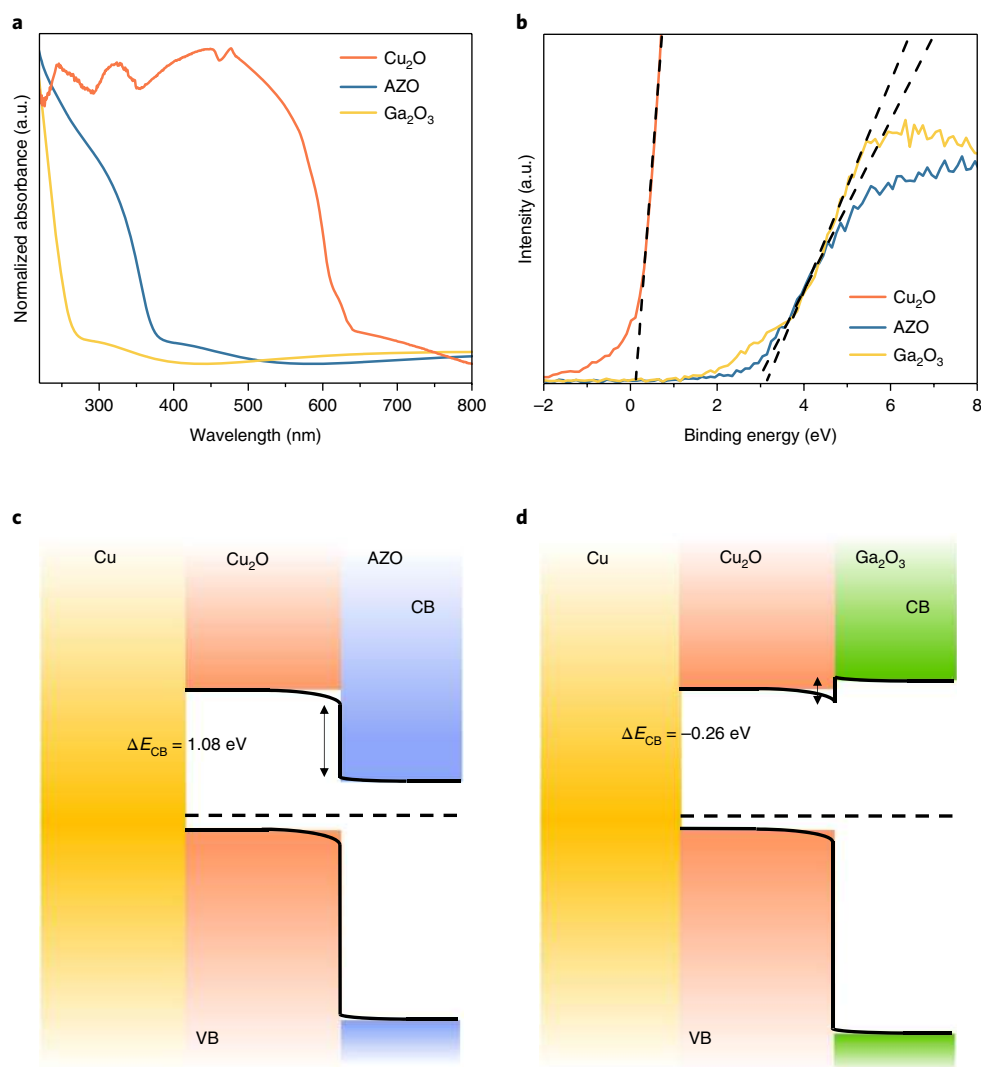 a
Normalized absorbance (a.u.)
Cu₂O
AZO
Ga₂O₃
300 400 500 600 700 800
Wavelength (nm)
b
Intensity (a.u.)
Cu₂O
AZO
Ga₂O₃
−2 0 2 4 6 8
Binding energy (eV)
c
Cu Cu₂O AZO
CB
ΔE_CB = 1.08 eV
VB
d
Cu Cu₂O Ga₂O₃
CB
ΔE_CB = −0.26 eV
VB